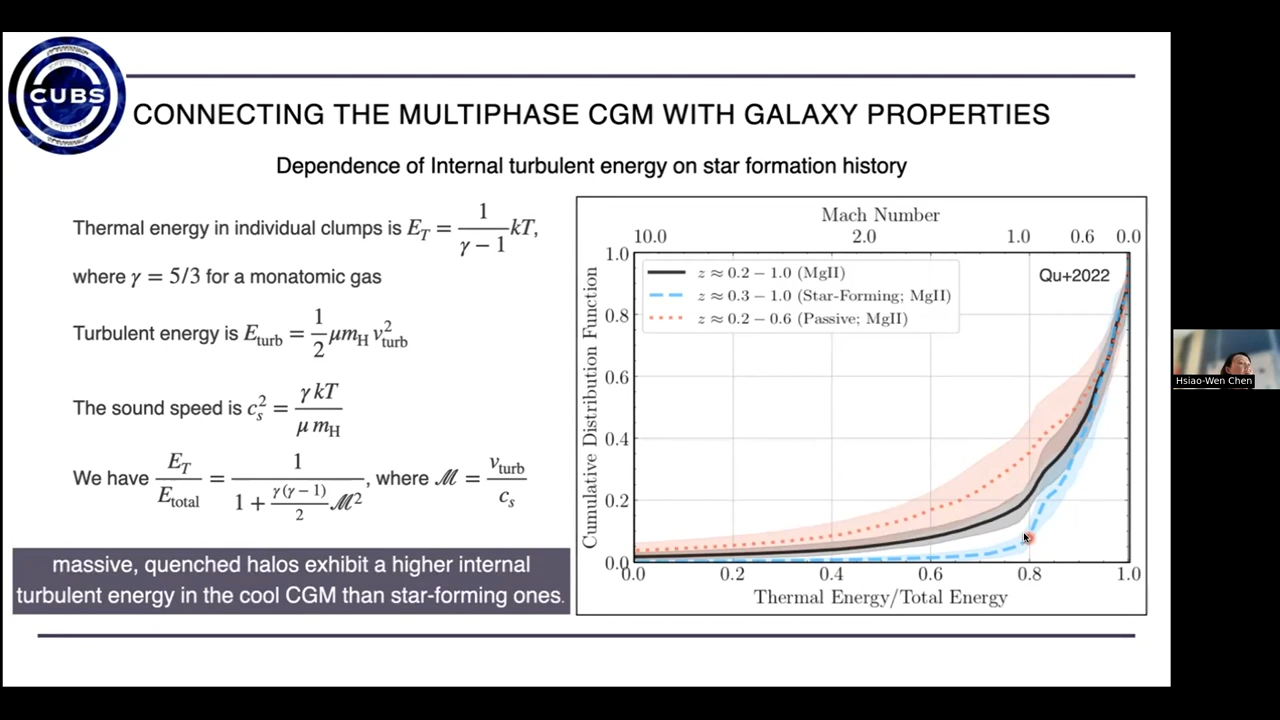 CUBS
CONNECTING THE MULTIPHASE CGM WITH GALAXY PROPERTIES
Dependence of Internal turbulent energy on star formation history
Thermal energy in individual clumps is E_T = 1/(γ − 1) kT,
where γ = 5/3 for a monatomic gas
Turbulent energy is E_turb = 1/2 μm_H v²_turb
The sound speed is c_s² = γ kT / μ m_H
We have E_T/E_total = 1 / (1 + γ(γ − 1)/2 ℳ²), where ℳ = v_turb/c_s
massive, quenched halos exhibit a higher internal
turbulent energy in the cool CGM than star-forming ones.
Mach Number
10.0 2.0 1.0 0.6 0.0
z ≈ 0.2 − 1.0 (MgII)
z ≈ 0.3 − 1.0 (Star-Forming; MgII)
z ≈ 0.2 − 0.6 (Passive; MgII)
Qu+2022
Cumulative Distribution Function
1.0
0.8
0.6
0.4
0.2
0.0
0.0 0.2 0.4 0.6 0.8 1.0
Thermal Energy/Total Energy
Hsiao-Wen Chen